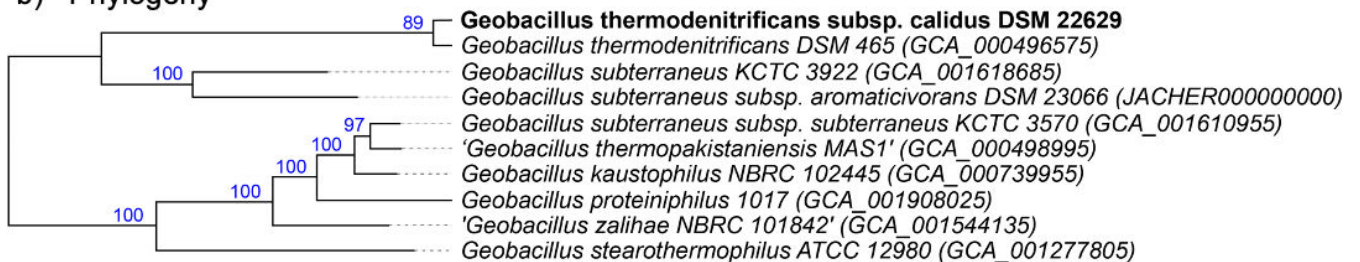 b) Phylogeny
89 Geobacillus thermodenitrificans subsp. calidus DSM 22629
Geobacillus thermodenitrificans DSM 465 (GCA_000496575)
100 Geobacillus subterraneus KCTC 3922 (GCA_001618685)
Geobacillus subterraneus subsp. aromaticivorans DSM 23066 (JACHER000000000)
97 Geobacillus subterraneus subsp. subterraneus KCTC 3570 (GCA_001610955)
100 'Geobacillus thermopakistaniensis MAS1' (GCA_000498995)
100 Geobacillus kaustophilus NBRC 102445 (GCA_000739955)
100 Geobacillus proteiniphilus 1017 (GCA_001908025)
100 'Geobacillus zalihae NBRC 101842' (GCA_001544135)
Geobacillus stearothermophilus ATCC 12980 (GCA_001277805)